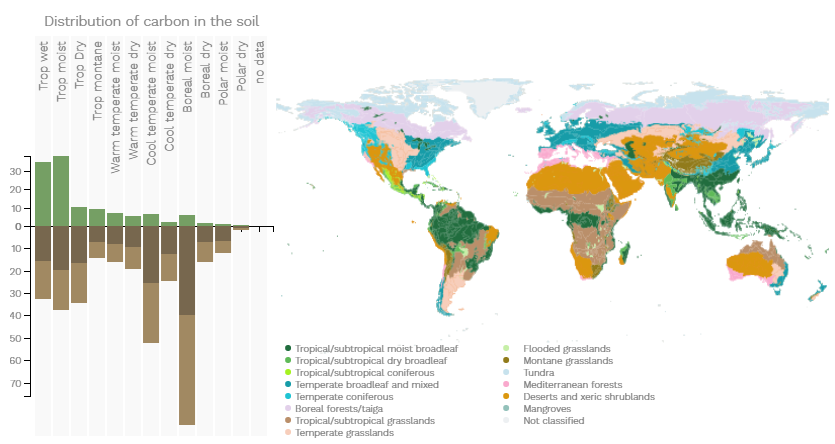 Distribution of carbon in the soil
Trop wet
Trop moist
Trop Dry
Trop montane
Warm temperate moist
Warm temperate dry
Cool temperate moist
Cool temperate dry
Boreal moist
Boreal dry
Polar moist
Polar dry
no data
30
20
10
0
10
20
30
40
50
60
70
Tropical/subtropical moist broadleaf
Tropical/subtropical dry broadleaf
Tropical/subtropical coniferous
Temperate broadleaf and mixed
Temperate coniferous
Boreal forests/taiga
Tropical/subtropical grasslands
Temperate grasslands
Flooded grasslands
Montane grasslands
Tundra
Mediterranean forests
Deserts and xeric shrublands
Mangroves
Not classified